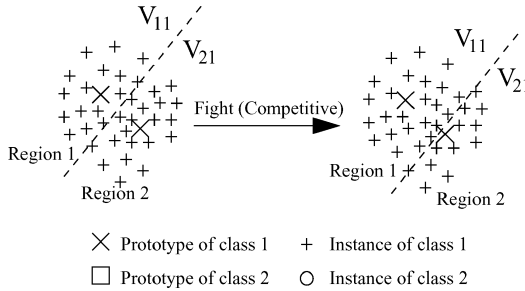 V11
V21
Fight (Competitive)
V11
V21
Region 1
Region 2
Region 1
Region 2
Prototype of class 1
Instance of class 1
Prototype of class 2
Instance of class 2